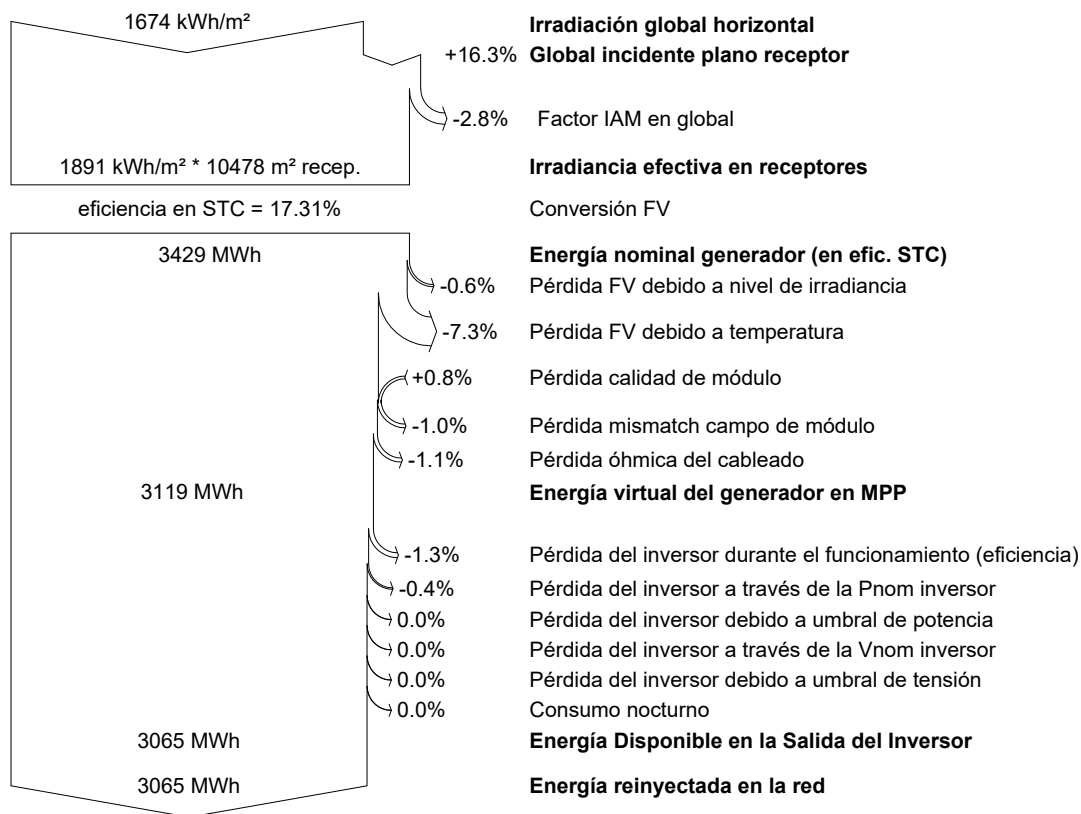 1674 kWh/m² Irradiación global horizontal
+16.3% Global incidente plano receptor
-2.8% Factor IAM en global
1891 kWh/m² * 10478 m² recep. Irradiancia efectiva en receptores
eficiencia en STC = 17.31% Conversión FV
3429 MWh Energía nominal generador (en efic. STC)
-0.6% Pérdida FV debido a nivel de irradiancia
-7.3% Pérdida FV debido a temperatura
+0.8% Pérdida calidad de módulo
-1.0% Pérdida mismatch campo de módulo
-1.1% Pérdida óhmica del cableado
3119 MWh Energía virtual del generador en MPP
-1.3% Pérdida del inversor durante el funcionamiento (eficiencia)
-0.4% Pérdida del inversor a través de la Pnom inversor
0.0% Pérdida del inversor debido a umbral de potencia
0.0% Pérdida del inversor a través de la Vnom inversor
0.0% Pérdida del inversor debido a umbral de tensión
0.0% Consumo nocturno
3065 MWh Energía Disponible en la Salida del Inversor
3065 MWh Energía reinyectada en la red